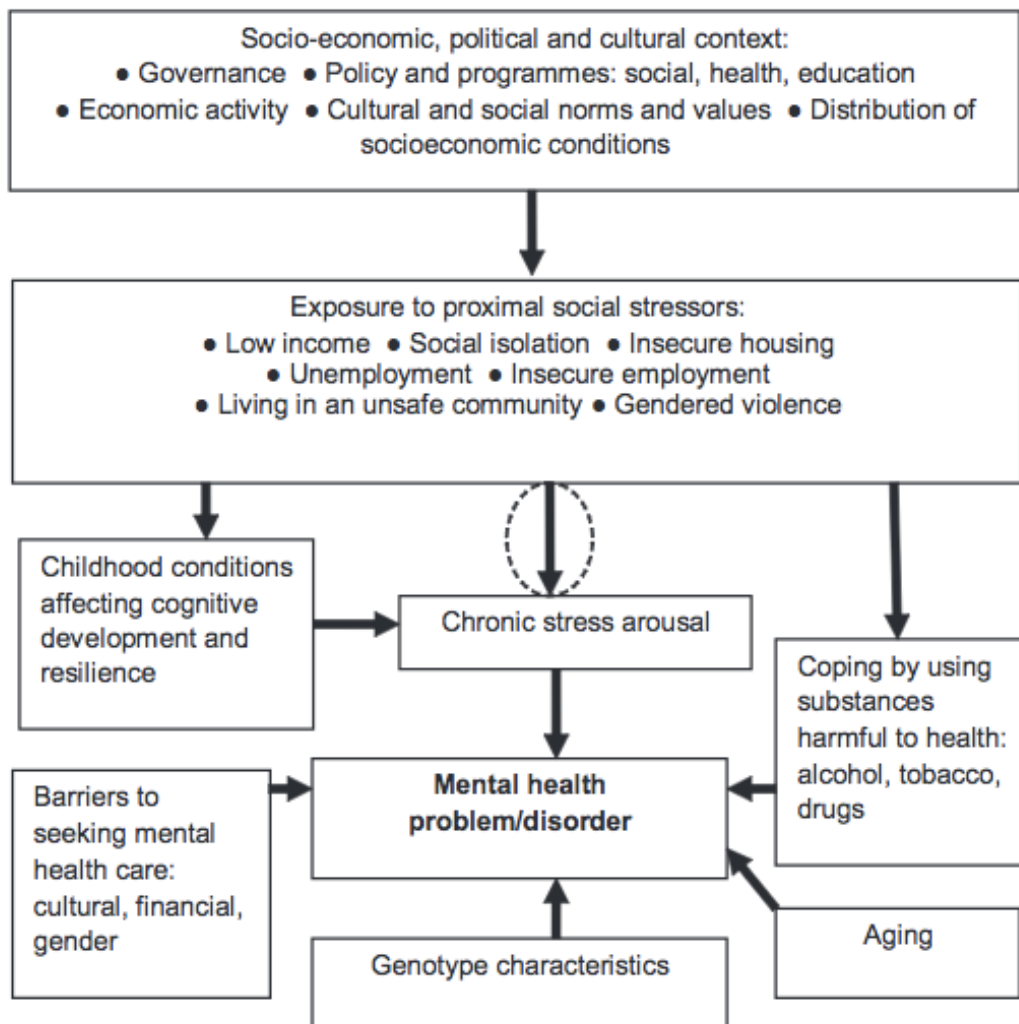 Socio-economic, political and cultural context:
● Governance ● Policy and programmes: social, health, education
● Economic activity ● Cultural and social norms and values ● Distribution of
socioeconomic conditions
Exposure to proximal social stressors:
● Low income ● Social isolation ● Insecure housing
● Unemployment ● Insecure employment
● Living in an unsafe community ● Gendered violence
Childhood conditions
affecting cognitive
development and
resilience
Chronic stress arousal
Coping by using
substances
harmful to health:
alcohol, tobacco,
drugs
Mental health
problem/disorder
Barriers to
seeking mental
health care:
cultural, financial,
gender
Aging
Genotype characteristics